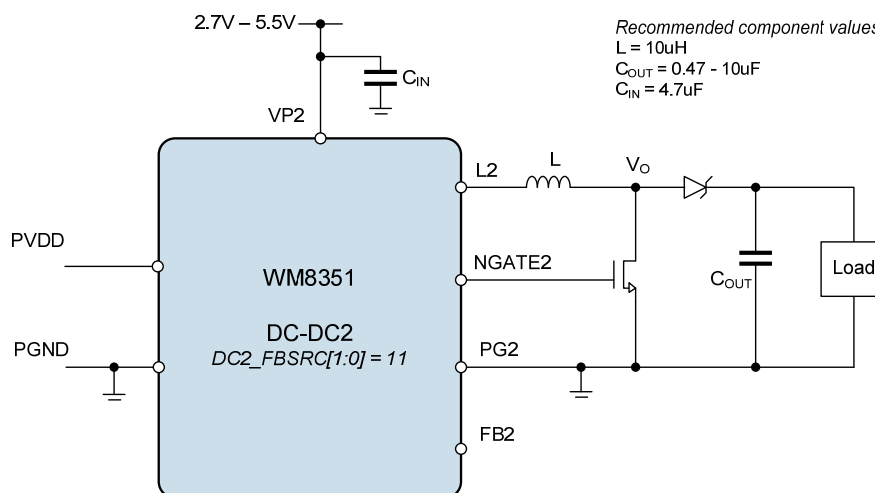 2.7V – 5.5V
Recommended component values
L = 10uH
COUT = 0.47 - 10uF
CIN = 4.7uF
CIN
VP2
L2
L
VO
PVDD
NGATE2
WM8351
COUT
Load
DC-DC2
DC2_FBSRC[1:0] = 11
PGND
PG2
FB2